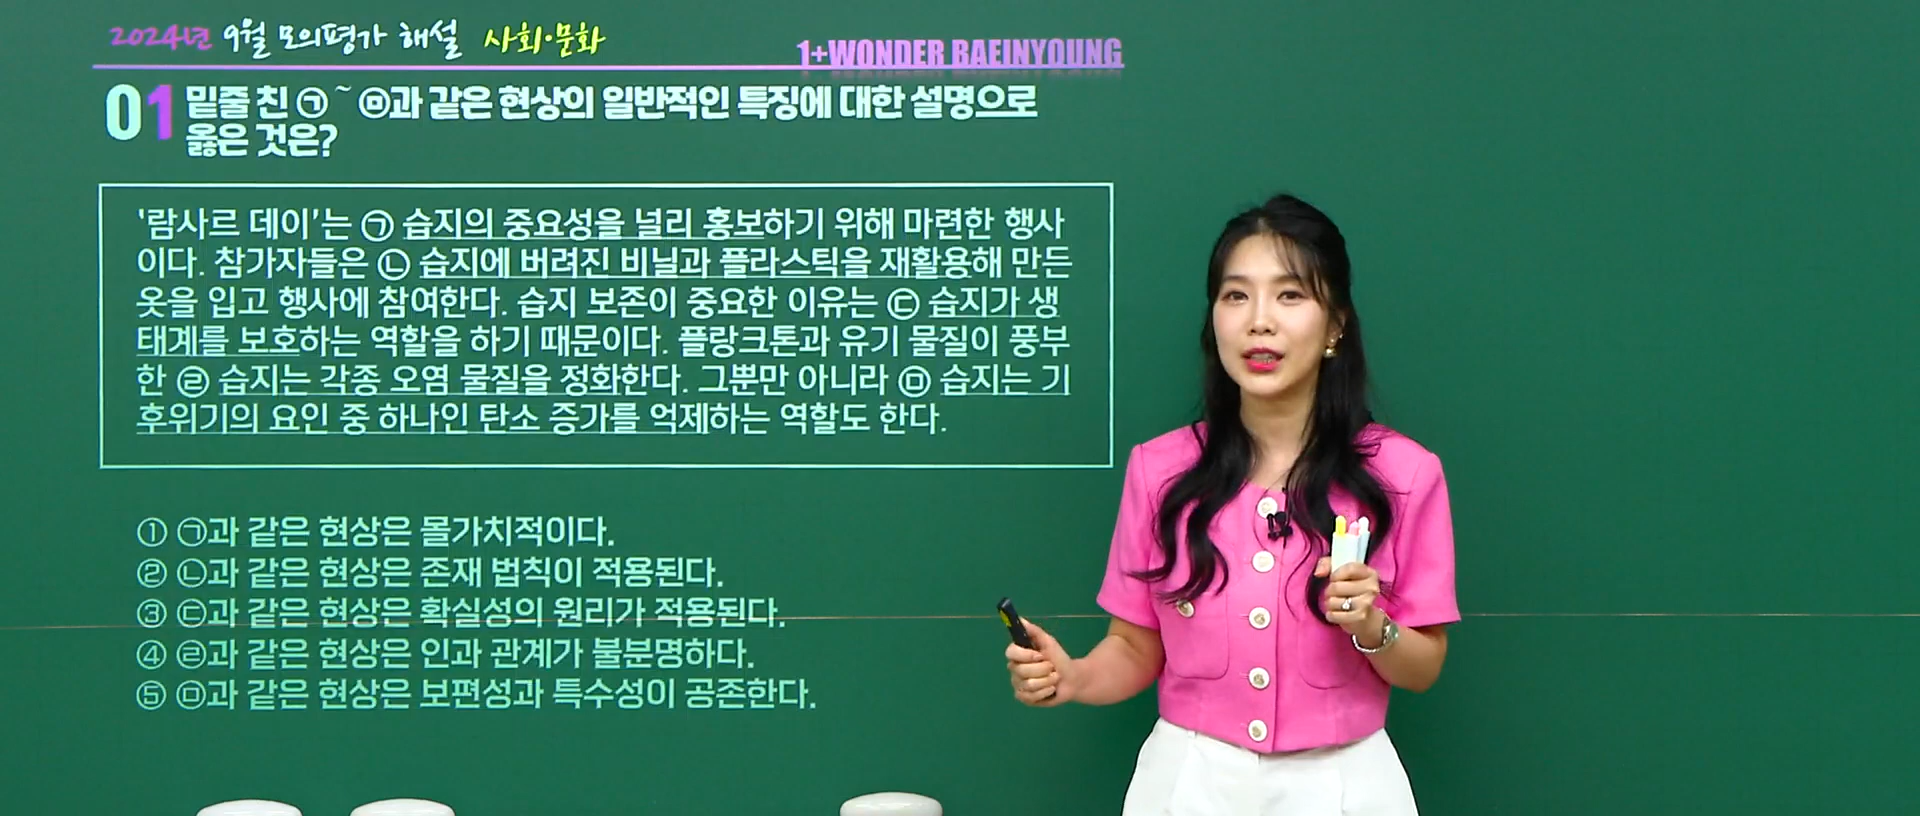 2024년 9월 모의평가 해설 사회·문화
1+WONDER BAEINYOUNG
01 밑줄 친 ㉠ ~ ㉤과 같은 현상의 일반적인 특징에 대한 설명으로
옳은 것은?
'람사르 데이'는 ㉠ 습지의 중요성을 널리 홍보하기 위해 마련한 행사
이다. 참가자들은 ㉡ 습지에 버려진 비닐과 플라스틱을 재활용해 만든
옷을 입고 행사에 참여한다. 습지 보존이 중요한 이유는 ㉢ 습지가 생
태계를 보호하는 역할을 하기 때문이다. 플랑크톤과 유기 물질이 풍부
한 ㉣ 습지는 각종 오염 물질을 정화한다. 그뿐만 아니라 ㉤ 습지는 기
후위기의 요인 중 하나인 탄소 증가를 억제하는 역할도 한다.
① ㉠과 같은 현상은 몰가치적이다.
② ㉡과 같은 현상은 존재 법칙이 적용된다.
③ ㉢과 같은 현상은 확실성의 원리가 적용된다.
④ ㉣과 같은 현상은 인과 관계가 불분명하다.
⑤ ㉤과 같은 현상은 보편성과 특수성이 공존한다.